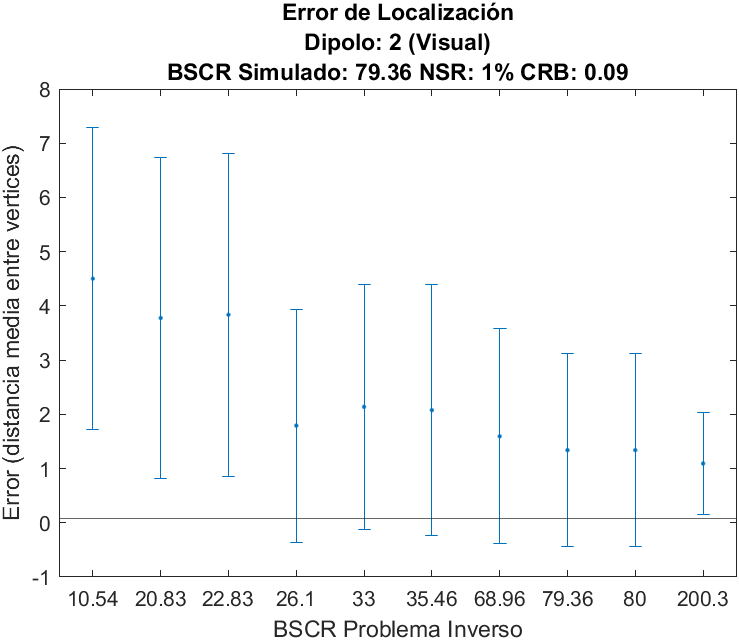 Error de Localización
Dipolo: 2 (Visual)
BSCR Simulado: 79.36 NSR: 1% CRB: 0.09
Error (distancia media entre vertices)
8
7
6
5
4
3
2
1
0
-1
10.54 20.83 22.83 26.1 33 35.46 68.96 79.36 80 200.3
BSCR Problema Inverso